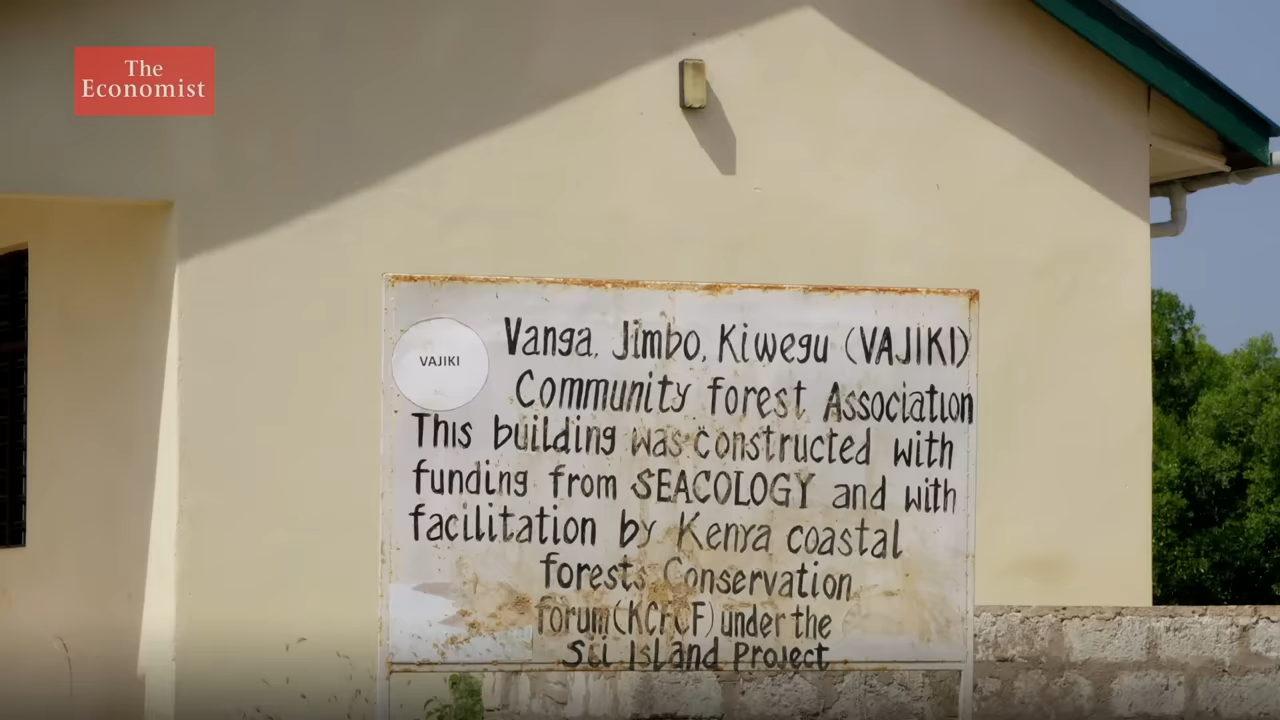 The
Economist
VAJIKI
Vanga, Jimbo, Kiwegu (VAJIKI)
Community forest Association
This building was constructed with
funding from SEACOLOGY and with
facilitation by Kenya coastal
forests Conservation
forum (KCFCF) under the
Sii Island Project